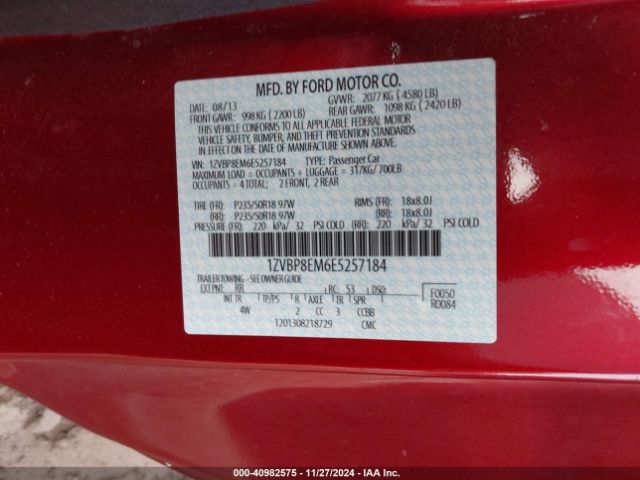 MFD. BY FORD MOTOR CO.
DATE: 08/13 GVWR: 2077 KG ( 4580 LB)
FRONT GAWR: 998 KG ( 2200 LB) REAR GAWR: 1098 KG ( 2420 LB)
THIS VEHICLE CONFORMS TO ALL APPLICABLE FEDERAL MOTOR
VEHICLE SAFETY, BUMPER, AND THEFT PREVENTION STANDARDS
IN EFFECT ON THE DATE OF MANUFACTURE SHOWN ABOVE.
VIN: 1ZVBP8EM6E5257184 TYPE: Passenger Car
MAXIMUM LOAD = OCCUPANTS + LUGGAGE = 317KG/700LB
OCCUPANTS = 4 TOTAL; 2 FRONT, 2 REAR
TIRE (FR): P235/50R18 97W RIMS (FR): 18x8.0J
(RR): P235/50R18 97W (RR): 18x8.0J
PRESSURE (FR): 220 kPa/ 32 PSI COLD (RR): 220 kPa/ 32 PSI COLD
1ZVBP8EM6E5257184
TRAILER TOWING - SEE OWNER GUIDE
EXT PNT: RR RC: 53 DSO: F0050
INT TR TP/PS R AXLE TR SPR R0084
4W 2 CC 3 CCBB
1201308218729 CMC
000-40982575 - 11/27/2024 - IAAI.COM